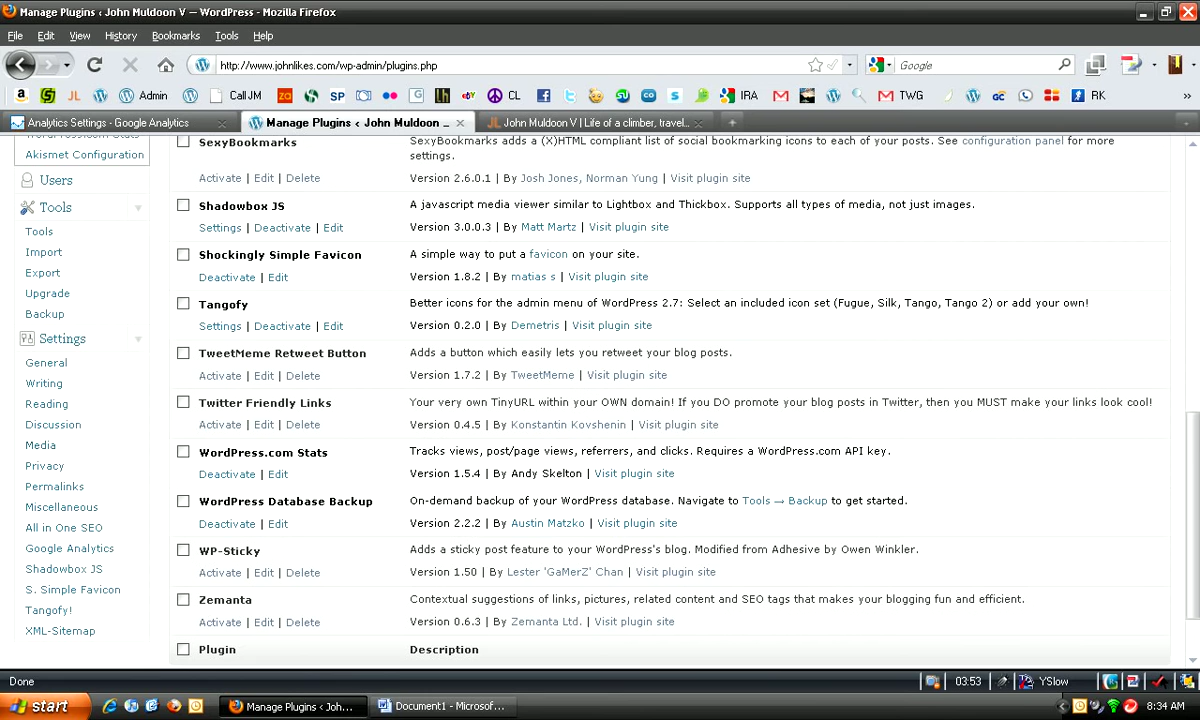 Manage Plugins ‹ John Muldoon V — WordPress - Mozilla Firefox
File Edit View History Bookmarks Tools Help
http://www.johnlikes.com/wp-admin/plugins.php
Google
JL Admin Call JM SP CL IRA TWG GC RK
Analytics Settings - Google Analytics
Manage Plugins ‹ John Muldoon ...
John Muldoon V | Life of a climber, travel...
WordPress.com Stats
Akismet Configuration
Users
Tools
Tools
Import
Export
Upgrade
Backup
Settings
General
Writing
Reading
Discussion
Media
Privacy
Permalinks
Miscellaneous
All in One SEO
Google Analytics
Shadowbox JS
S. Simple Favicon
Tangofy!
XML-Sitemap
SexyBookmarks
SexyBookmarks adds a (X)HTML compliant list of social bookmarking icons to each of your posts. See configuration panel for more
settings.
Activate | Edit | Delete
Version 2.6.0.1 | By Josh Jones, Norman Yung | Visit plugin site
Shadowbox JS
A javascript media viewer similar to Lightbox and Thickbox. Supports all types of media, not just images.
Settings | Deactivate | Edit
Version 3.0.0.3 | By Matt Martz | Visit plugin site
Shockingly Simple Favicon
A simple way to put a favicon on your site.
Deactivate | Edit
Version 1.8.2 | By matias s | Visit plugin site
Tangofy
Better icons for the admin menu of WordPress 2.7: Select an included icon set (Fugue, Silk, Tango, Tango 2) or add your own!
Settings | Deactivate | Edit
Version 0.2.0 | By Demetris | Visit plugin site
TweetMeme Retweet Button
Adds a button which easily lets you retweet your blog posts.
Activate | Edit | Delete
Version 1.7.2 | By TweetMeme | Visit plugin site
Twitter Friendly Links
Your very own TinyURL within your OWN domain! If you DO promote your blog posts in Twitter, then you MUST make your links look cool!
Activate | Edit | Delete
Version 0.4.5 | By Konstantin Kovshenin | Visit plugin site
WordPress.com Stats
Tracks views, post/page views, referrers, and clicks. Requires a WordPress.com API key.
Deactivate | Edit
Version 1.5.4 | By Andy Skelton | Visit plugin site
WordPress Database Backup
On-demand backup of your WordPress database. Navigate to Tools → Backup to get started.
Deactivate | Edit
Version 2.2.2 | By Austin Matzko | Visit plugin site
WP-Sticky
Adds a sticky post feature to your WordPress's blog. Modified from Adhesive by Owen Winkler.
Activate | Edit | Delete
Version 1.50 | By Lester 'GaMerZ' Chan | Visit plugin site
Zemanta
Contextual suggestions of links, pictures, related content and SEO tags that makes your blogging fun and efficient.
Activate | Edit | Delete
Version 0.6.3 | By Zemanta Ltd. | Visit plugin site
Plugin Description
Done 03:53 YSlow
start Manage Plugins ‹ Jo... Document1 - Microsof... 8:34 AM